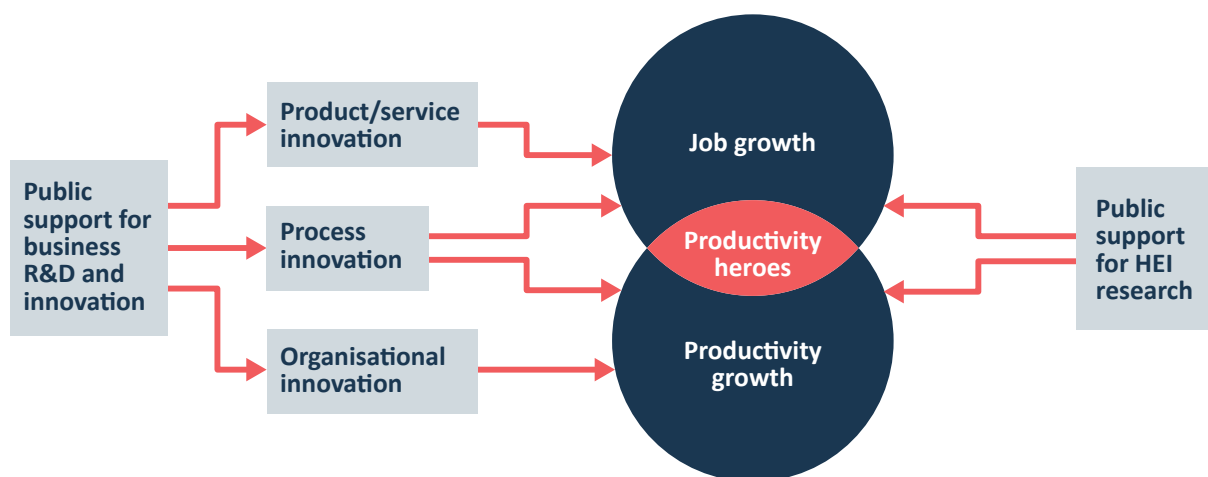 Public
support for
business
R&D and
innovation
Product/service
innovation
Process
innovation
Organisational
innovation
Job growth
Productivity
heroes
Productivity
growth
Public
support
for HEI
research